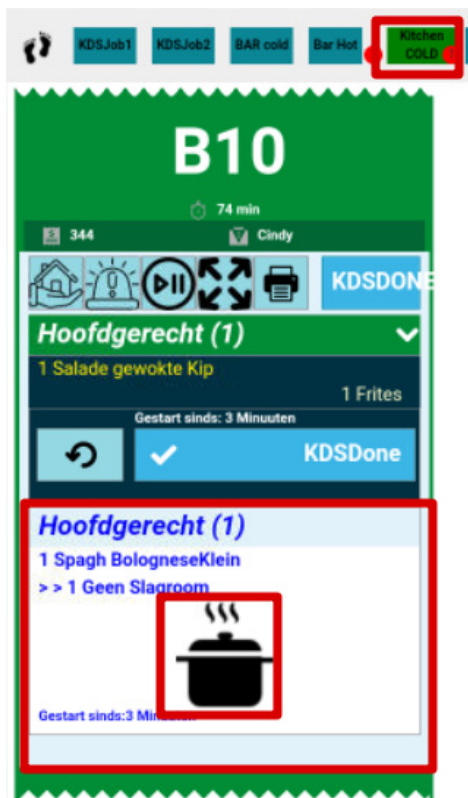 KDSJob1 KDSJob2 BAR cold Bar Hot Kitchen COLD
B10
74 min
344 Cindy
KDSDONE
Hoofdgerecht (1)
1 Salade gewokte Kip
1 Frites
Gestart sinds: 3 Minuuten
KDSDone
Hoofdgerecht (1)
1 Spagh BologneseKlein
> > 1 Geen Slagroom
Gestart sinds:3 Minuuten